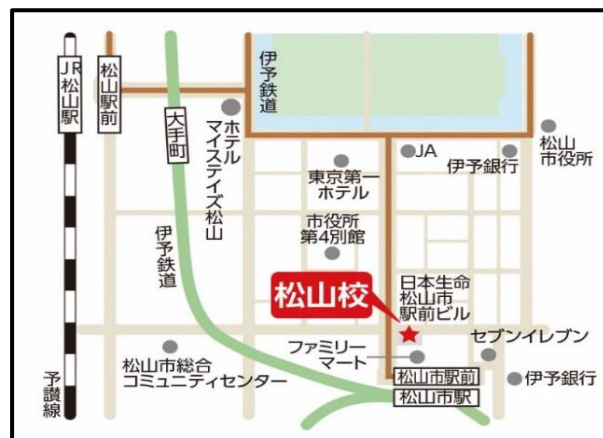 JR松山駅
松山駅前
伊予鉄道
大手町
ホテル
マイステイズ松山
JA
伊予銀行
松山
市役所
東京第一
ホテル
市役所
第4別館
伊予鉄道
松山校
日本生命
松山市
駅前ビル
セブンイレブン
ファミリー
マート
松山市総合
コミュニティセンター
松山市駅前
松山市駅
伊予銀行
予讃線